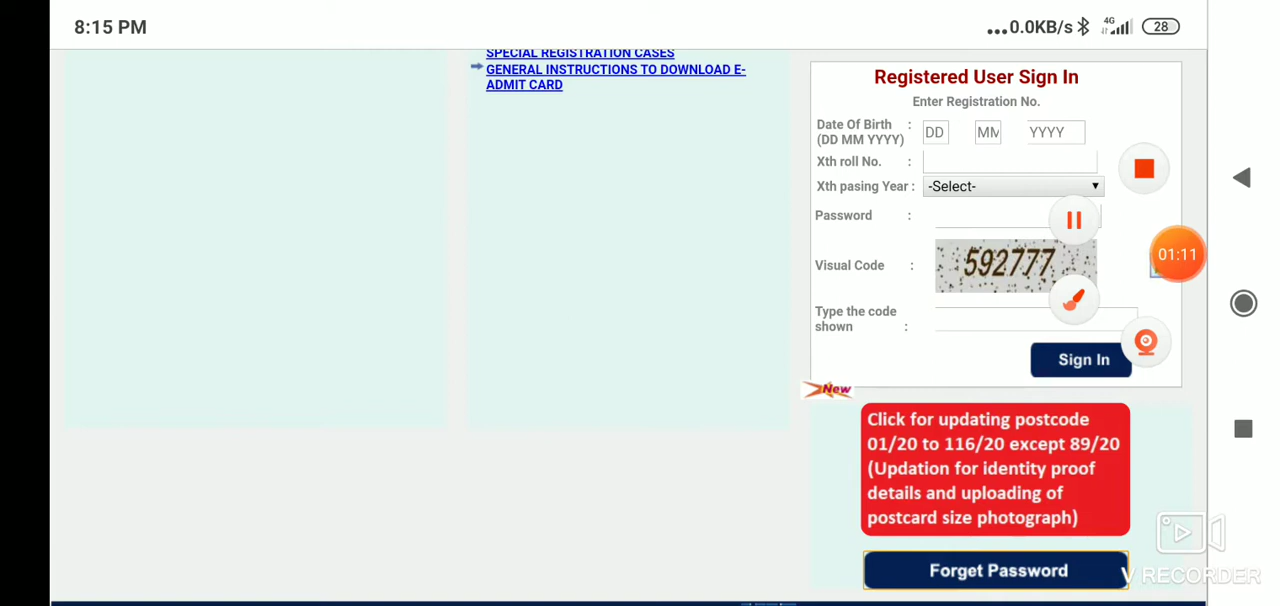 8:15 PM
...0.0KB/s 4G 28
SPECIAL REGISTRATION CASES
GENERAL INSTRUCTIONS TO DOWNLOAD E-
ADMIT CARD
Registered User Sign In
Enter Registration No.
Date Of Birth :
(DD MM YYYY)
DD MM YYYY
Xth roll No. :
Xth pasing Year : -Select-
Password :
01:11
Visual Code : 592777
Type the code
shown :
Sign In
New
Click for updating postcode
01/20 to 116/20 except 89/20
(Updation for identity proof
details and uploading of
postcard size photograph)
Forget Password
V RECORDER